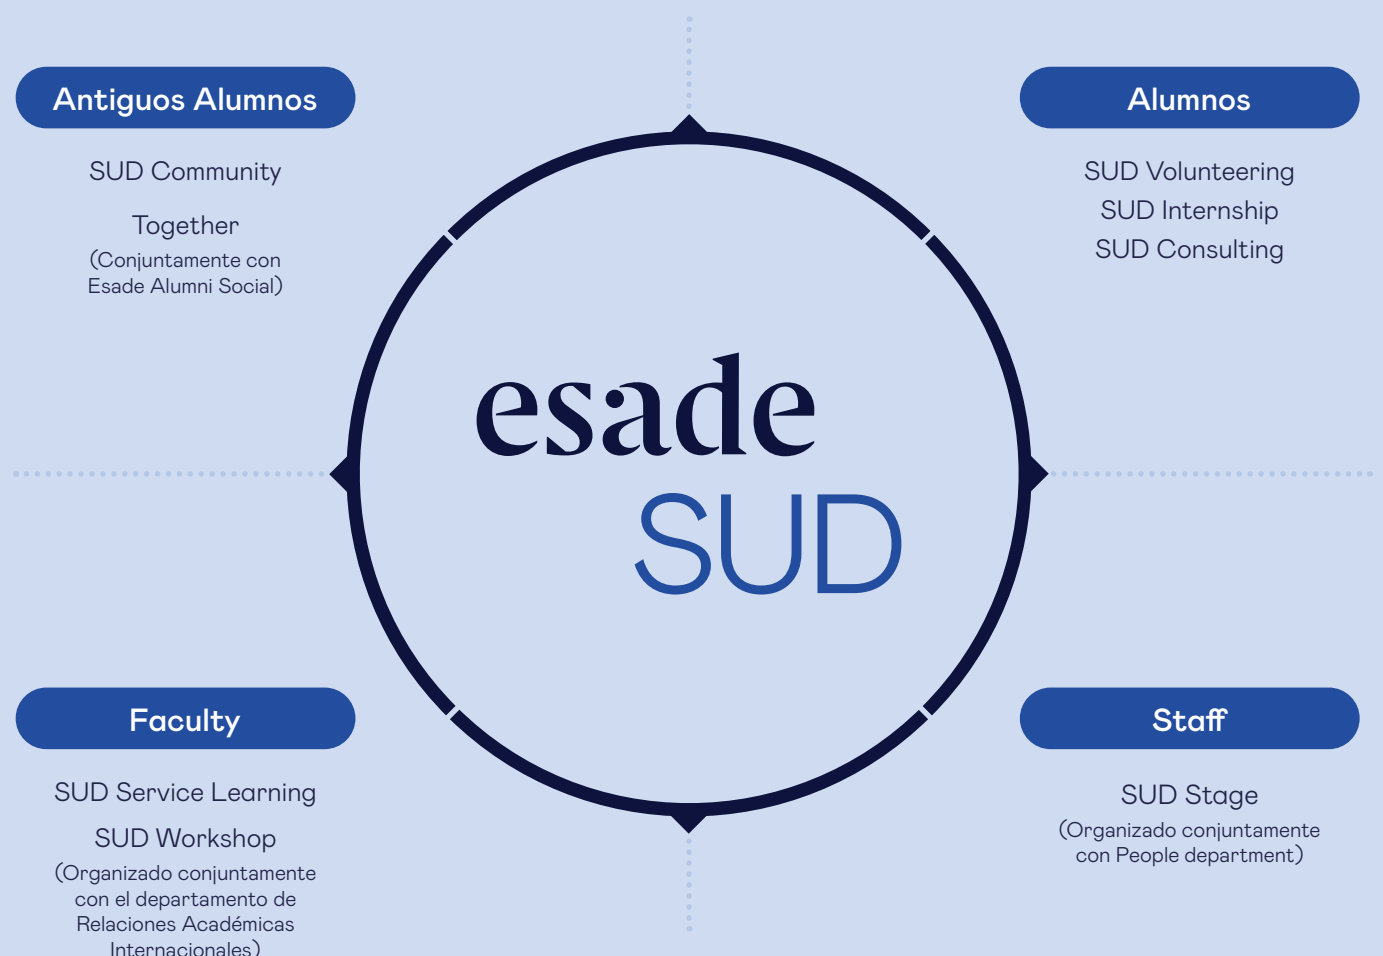 Antiguos Alumnos
SUD Community
Together
(Conjuntamente con
Esade Alumni Social)
Alumnos
SUD Volunteering
SUD Internship
SUD Consulting
esade
SUD
Faculty
SUD Service Learning
SUD Workshop
(Organizado conjuntamente
con el departamento de
Relaciones Académicas
Internacionales)
Staff
SUD Stage
(Organizado conjuntamente
con People department)